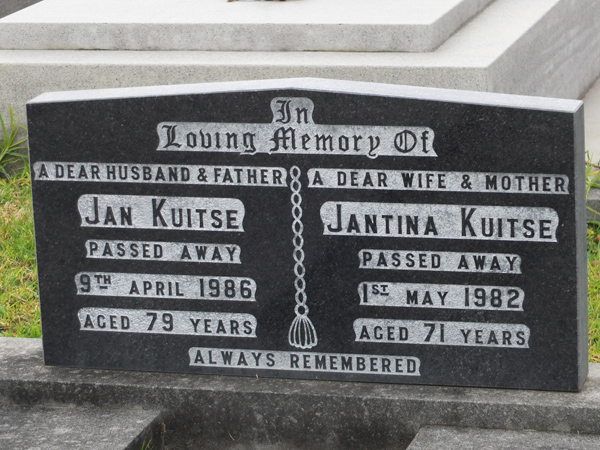 In
Loving Memory Of
A DEAR HUSBAND & FATHER
JAN KUITSE
PASSED AWAY
9TH APRIL 1986
AGED 79 YEARS
A DEAR WIFE & MOTHER
JANTINA KUITSE
PASSED AWAY
1ST MAY 1982
AGED 71 YEARS
ALWAYS REMEMBERED